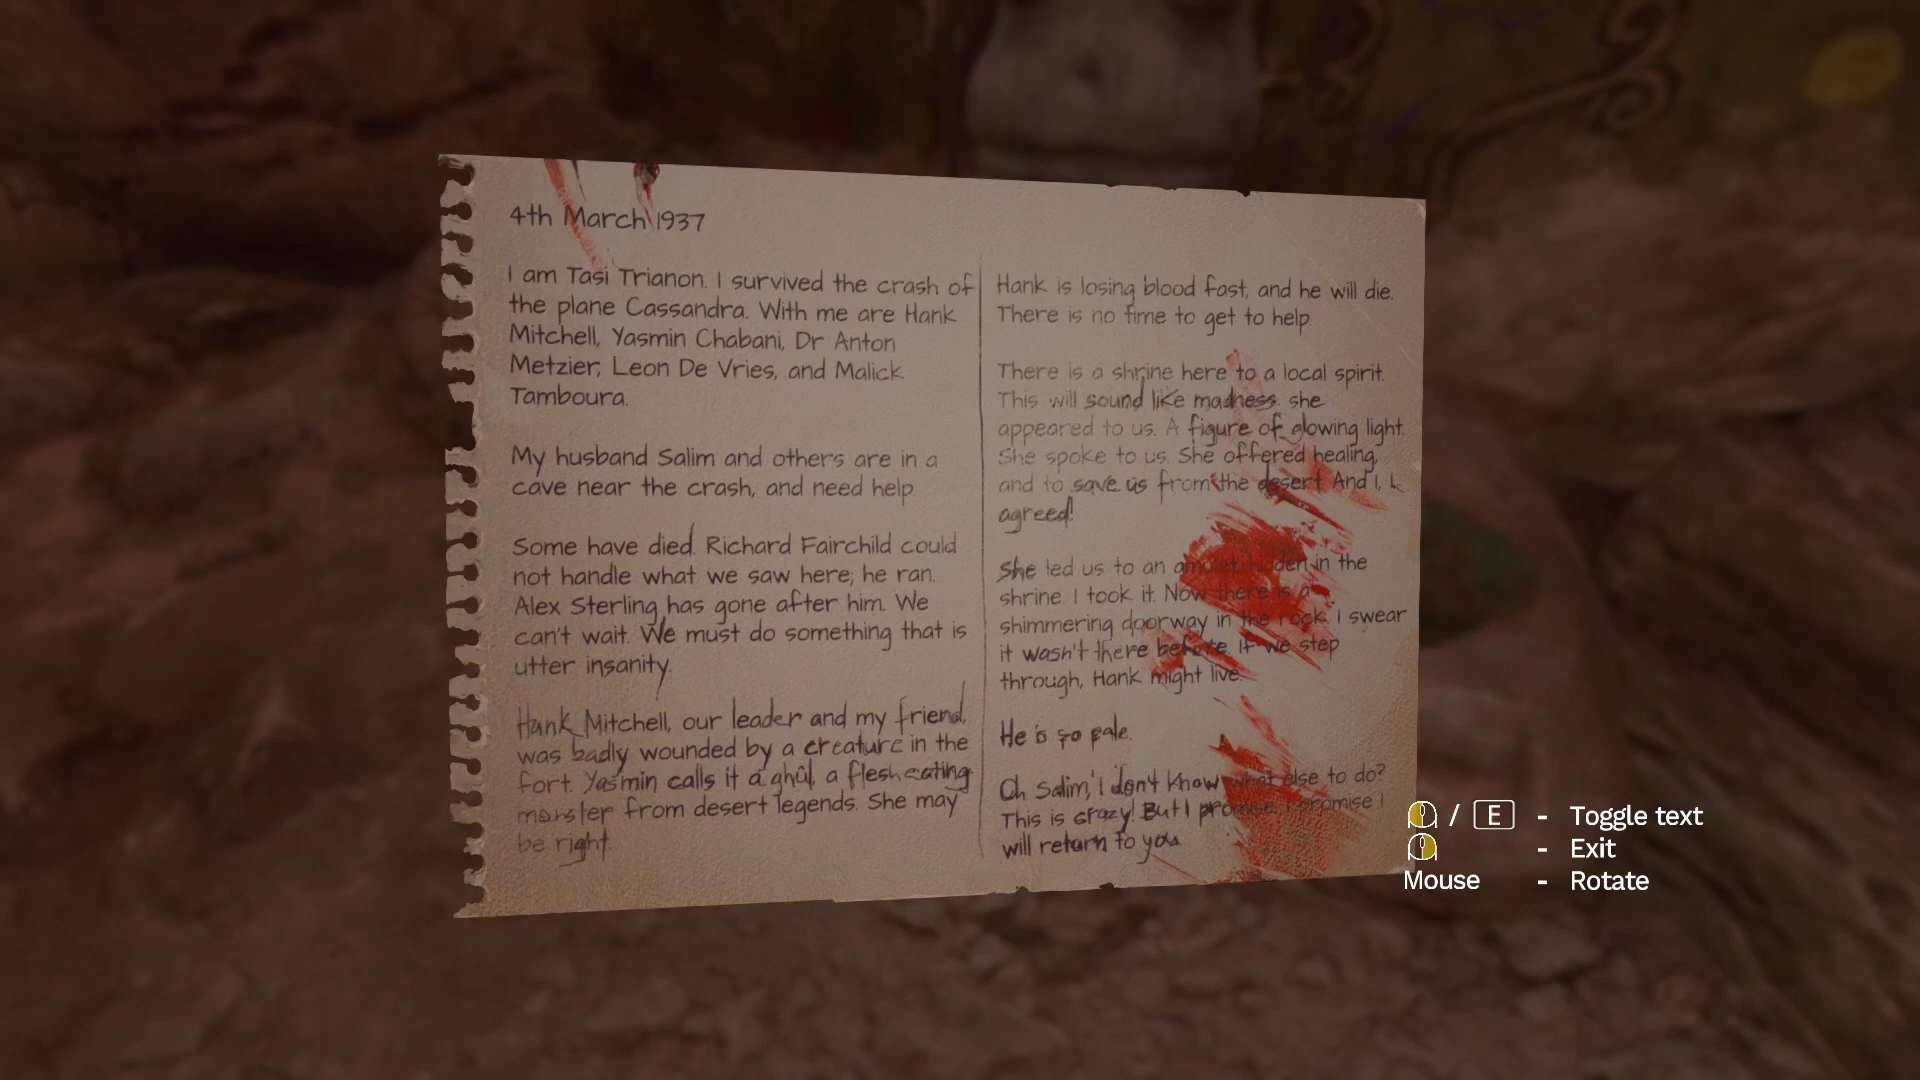 4th March 1937
I am Tasi Trianon. I survived the crash of
the plane Cassandra. With me are Hank
Mitchell, Yasmin Chabani, Dr Anton
Metzier, Leon De Vries, and Malick
Tamboura.
My husband Salim and others are in a
cave near the crash, and need help
Some have died. Richard Fairchild could
not handle what we saw here; he ran.
Alex Sterling has gone after him. We
can't wait. We must do something that is
utter insanity.
Hank Mitchell, our leader and my friend,
was badly wounded by a creature in the
fort. Yasmin calls it a ghul, a flesh-eating
monster from desert legends. She may
be right.
Hank is losing blood fast, and he will die.
There is no time to get to help.
There is a shrine here to a local spirit.
This will sound like madness. she
appeared to us. A figure of glowing light.
She spoke to us. She offered healing,
and to save us from the desert. And I, I
agreed!
She led us to an amulet hidden in the
shrine. I took it. Now there is a
shimmering doorway in the rock. I swear
it wasn't there before. If we step
through, Hank might live.
He is so pale.
Oh Salim, I don't know what else to do?
This is crazy! But I promise, I promise I
will return to you
/ E - Toggle text
- Exit
Mouse - Rotate